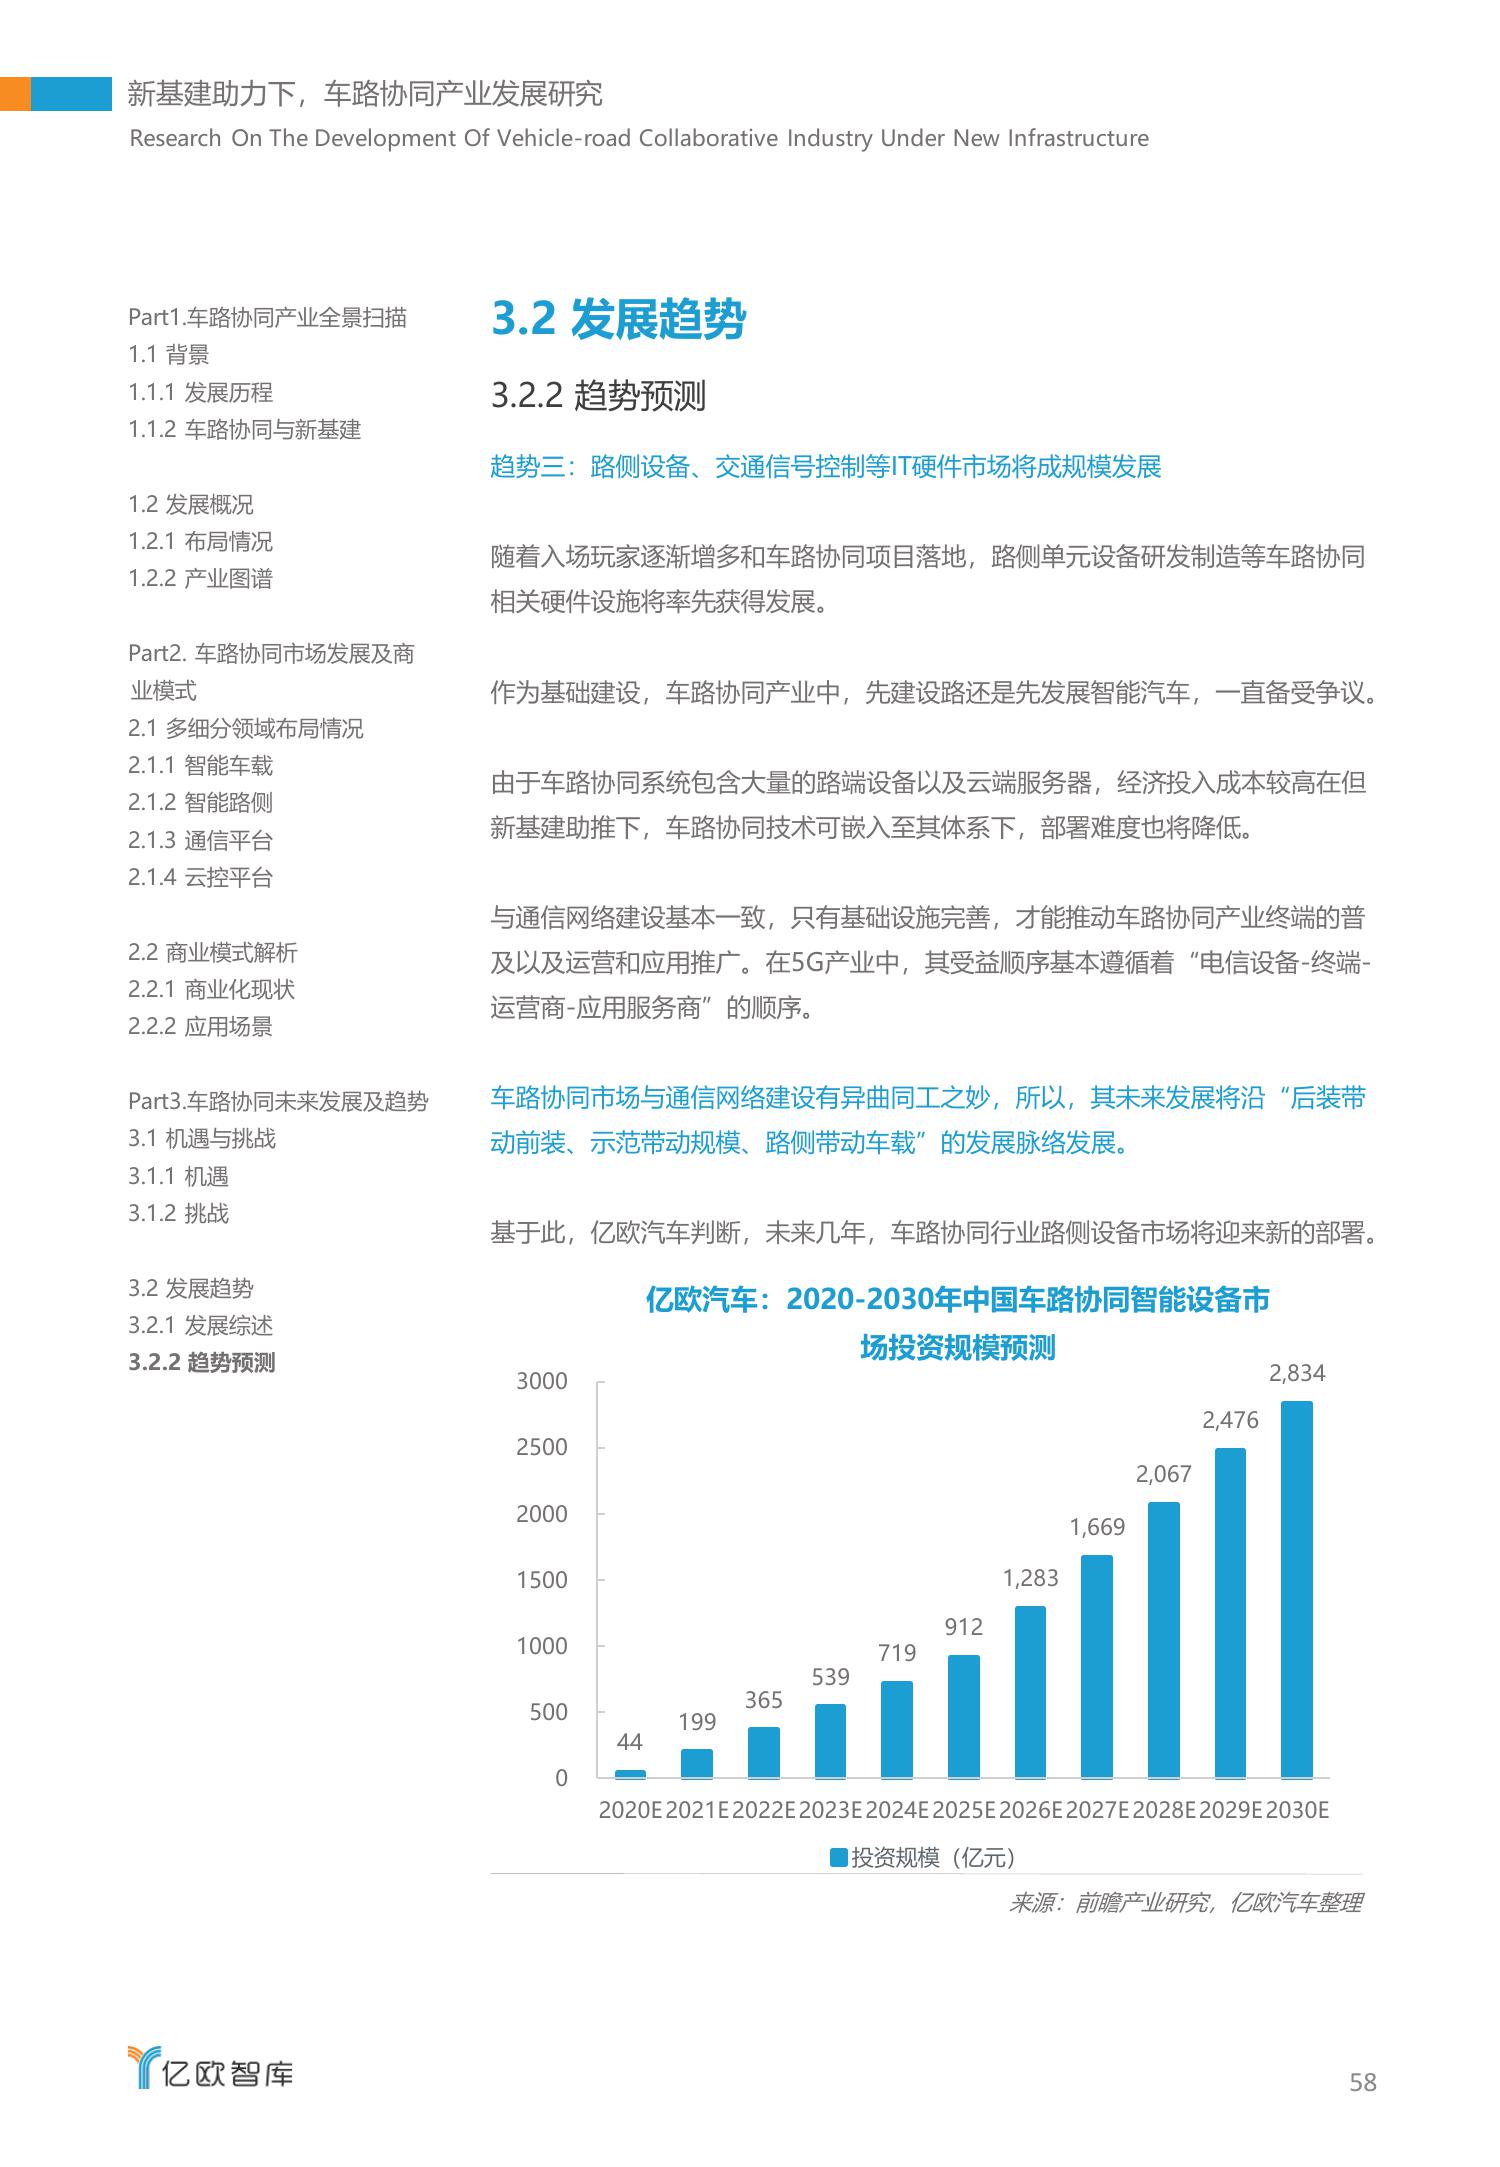 新基建助力下，车路协同产业发展研究
Research On The Development Of Vehicle-road Collaborative Industry Under New Infrastructure
Part1.车路协同产业全景扫描
1.1 背景
1.1.1 发展历程
1.1.2 车路协同与新基建
1.2 发展概况
1.2.1 布局情况
1.2.2 产业图谱
Part2. 车路协同市场发展及商
业模式
2.1 多细分领域布局情况
2.1.1 智能车载
2.1.2 智能路侧
2.1.3 通信平台
2.1.4 云控平台
2.2 商业模式解析
2.2.1 商业化现状
2.2.2 应用场景
Part3.车路协同未来发展及趋势
3.1 机遇与挑战
3.1.1 机遇
3.1.2 挑战
3.2 发展趋势
3.2.1 发展综述
3.2.2 趋势预测
3.2 发展趋势
3.2.2 趋势预测
趋势三：路侧设备、交通信号控制等IT硬件市场将成规模发展
随着入场玩家逐渐增多和车路协同项目落地，路侧单元设备研发制造等车路协同
相关硬件设施将率先获得发展。
作为基础建设，车路协同产业中，先建设路还是先发展智能汽车，一直备受争议。
由于车路协同系统包含大量的路端设备以及云端服务器，经济投入成本较高在但
新基建助推下，车路协同技术可嵌入至其体系下，部署难度也将降低。
与通信网络建设基本一致，只有基础设施完善，才能推动车路协同产业终端的普
及以及运营和应用推广。在5G产业中，其受益顺序基本遵循着“电信设备-终端-
运营商-应用服务商”的顺序。
车路协同市场与通信网络建设有异曲同工之妙，所以，其未来发展将沿“后装带
动前装、示范带动规模、路侧带动车载”的发展脉络发展。
基于此，亿欧汽车判断，未来几年，车路协同行业路侧设备市场将迎来新的部署。
亿欧汽车：2020-2030年中国车路协同智能设备市
场投资规模预测
3000
2500
2000
1500
1000
500
0
44
199
365
539
719
912
1,283
1,669
2,067
2,476
2,834
2020E 2021E 2022E 2023E 2024E 2025E 2026E 2027E 2028E 2029E 2030E
投资规模（亿元）
来源：前瞻产业研究，亿欧汽车整理
亿欧智库
58